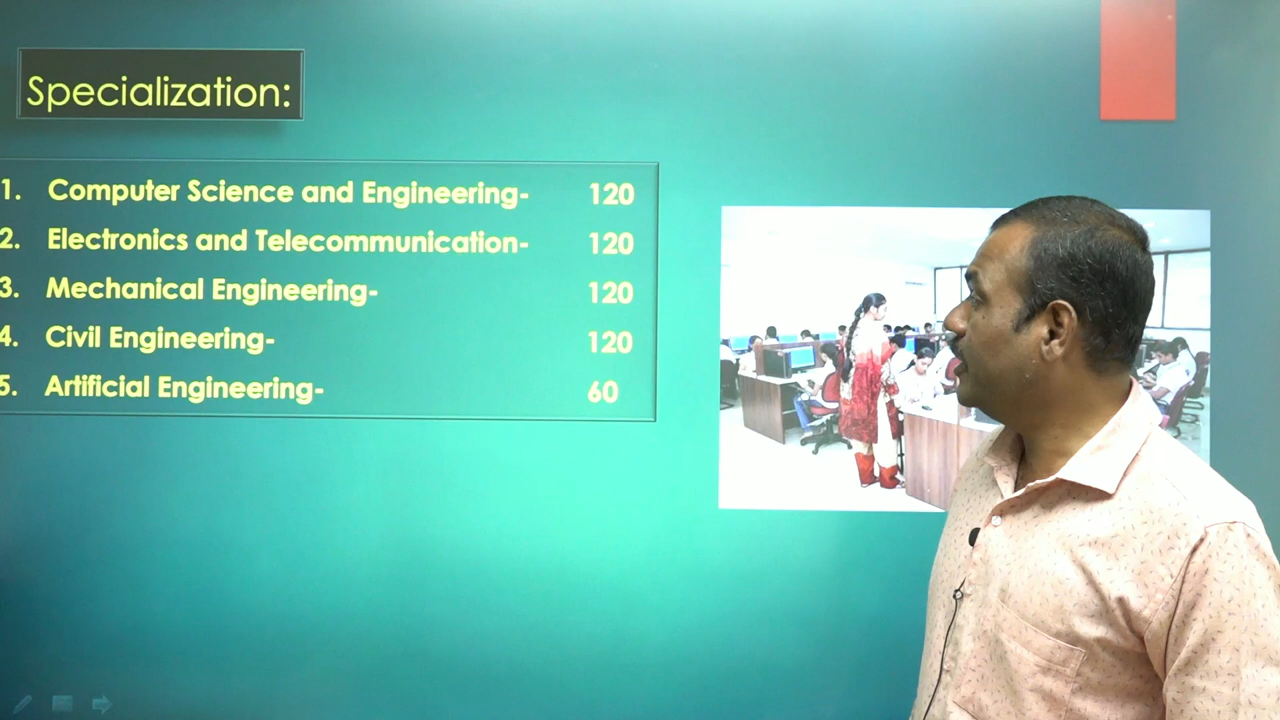 Specialization:
1. Computer Science and Engineering- 120
2. Electronics and Telecommunication- 120
3. Mechanical Engineering- 120
4. Civil Engineering- 120
5. Artificial Engineering- 60